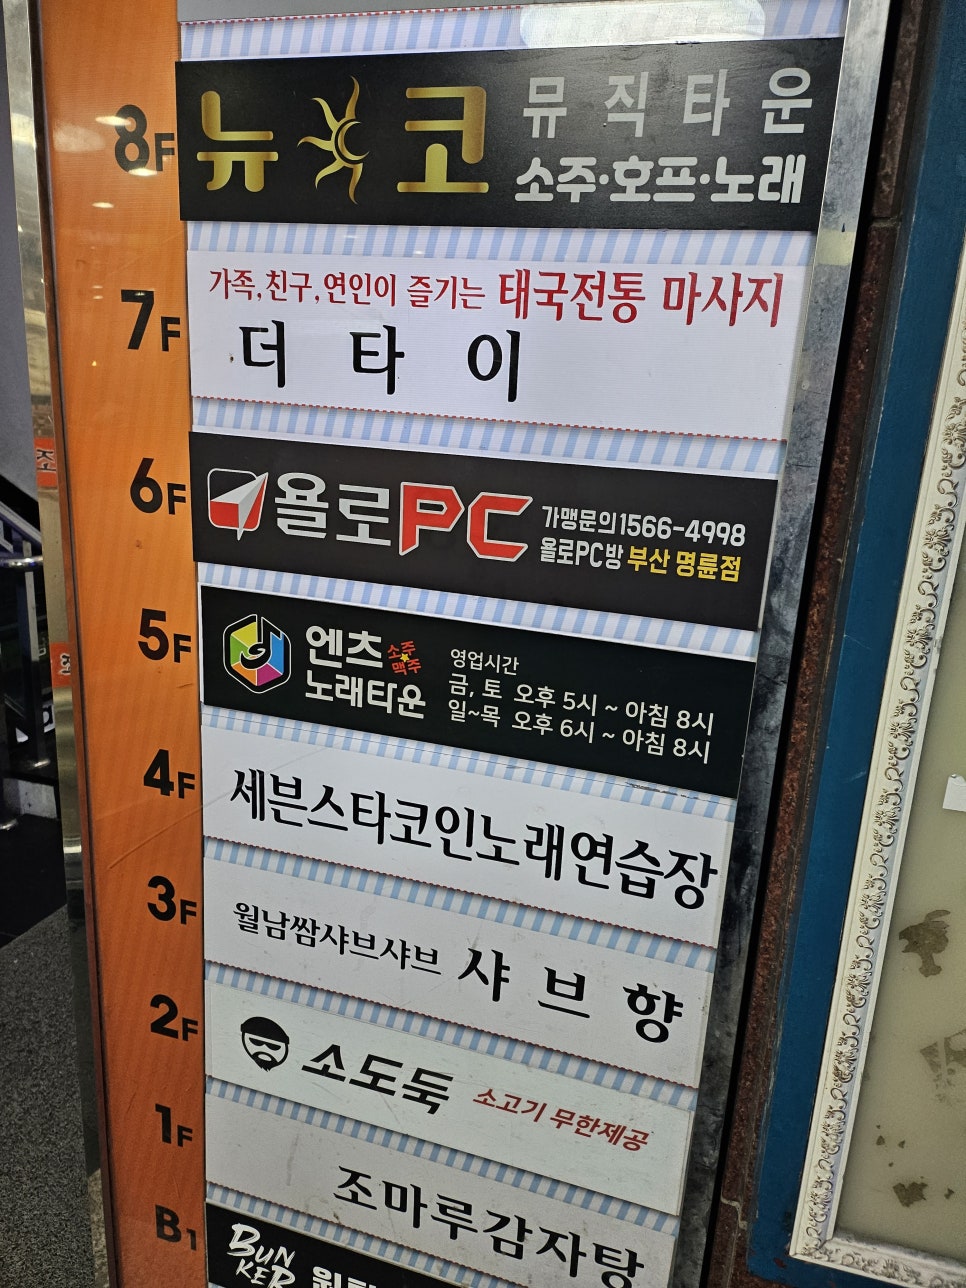 8F
뉴코 뮤직타운
소주·호프·노래
7F
가족, 친구, 연인이 즐기는 태국전통 마사지
더 타 이
6F
욜로PC
가맹문의1566-4998
욜로PC방 부산 명륜점
5F
엔츠 소주 맥주
노래타운
영업시간
금, 토 오후 5시 ~ 아침 8시
일~목 오후 6시 ~ 아침 8시
4F
세븐스타코인노래연습장
3F
월남쌈샤브샤브 샤 브 향
2F
소도둑 소고기 무한제공
1F
조마루감자탕
B1
BUNKER